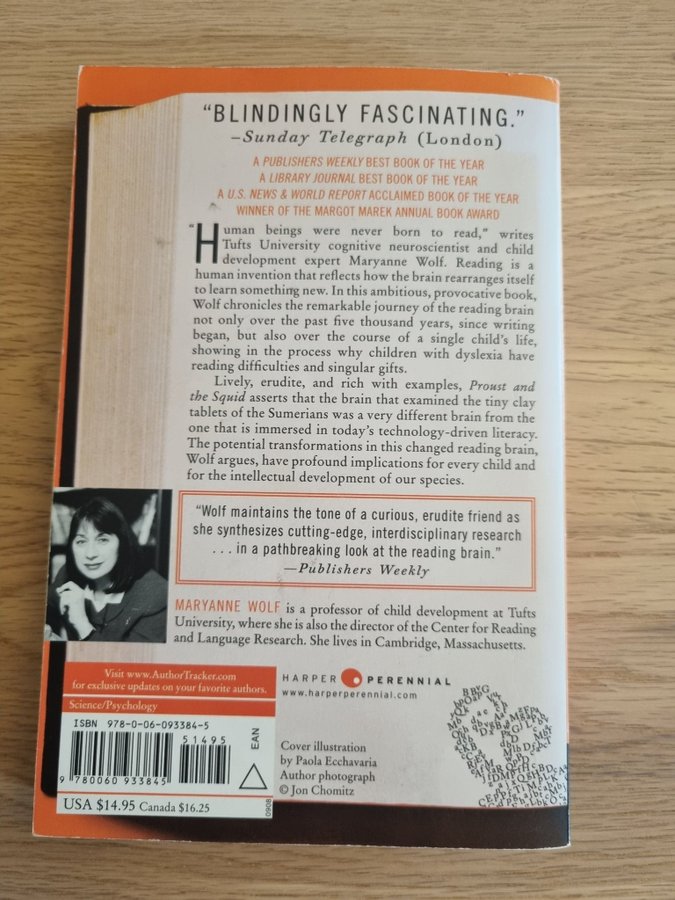 “BLINDINGLY FASCINATING.”
–Sunday Telegraph (London)
A PUBLISHERS WEEKLY BEST BOOK OF THE YEAR
A LIBRARY JOURNAL BEST BOOK OF THE YEAR
A U.S. NEWS & WORLD REPORT ACCLAIMED BOOK OF THE YEAR
WINNER OF THE MARGOT MAREK ANNUAL BOOK AWARD
“Human beings were never born to read,” writes
Tufts University cognitive neuroscientist and child
development expert Maryanne Wolf. Reading is a
human invention that reflects how the brain rearranges itself
to learn something new. In this ambitious, provocative book,
Wolf chronicles the remarkable journey of the reading brain
not only over the past five thousand years, since writing
began, but also over the course of a single child’s life,
showing in the process why children with dyslexia have
reading difficulties and singular gifts.
Lively, erudite, and rich with examples, Proust and
the Squid asserts that the brain that examined the tiny clay
tablets of the Sumerians was a very different brain from the
one that is immersed in today’s technology-driven literacy.
The potential transformations in this changed reading brain,
Wolf argues, have profound implications for every child and
for the intellectual development of our species.
“Wolf maintains the tone of a curious, erudite friend as
she synthesizes cutting-edge, interdisciplinary research
. . . in a pathbreaking look at the reading brain.”
—Publishers Weekly
MARYANNE WOLF is a professor of child development at Tufts
University, where she is also the director of the Center for Reading
and Language Research. She lives in Cambridge, Massachusetts.
Visit www.AuthorTracker.com
for exclusive updates on your favorite authors.
Science/Psychology
ISBN 978-0-06-093384-5
51495
EAN
9 780060 933845
USA $14.95 Canada $16.25
0908
HARPER PERENNIAL
www.harperperennial.com
Cover illustration
by Paola Ecchavaria
Author photograph
© Jon Chomitz